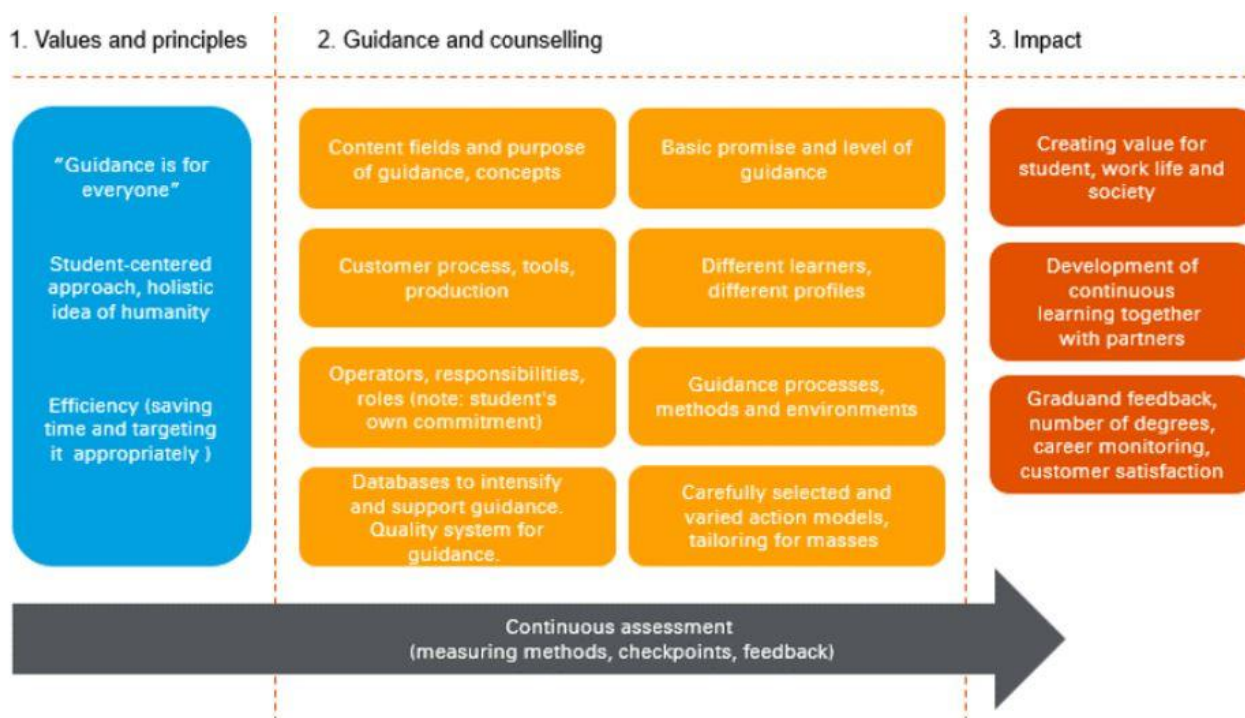 1. Values and principles
2. Guidance and counselling
3. Impact
"Guidance is for
everyone"
Student-centered
approach, holistic
idea of humanity
Efficiency (saving
time and targeting
it appropriately )
Content fields and purpose
of guidance, concepts
Basic promise and level of
guidance
Customer process, tools,
production
Different learners,
different profiles
Operators, responsibilities,
roles (note: student's
own commitment)
Guidance processes,
methods and environments
Databases to intensify
and support guidance.
Quality system for
guidance.
Carefully selected and
varied action models,
tailoring for masses
Creating value for
student, work life and
society
Development of
continuous
learning together
with partners
Graduand feedback,
number of degrees,
career monitoring,
customer satisfaction
Continuous assessment
(measuring methods, checkpoints, feedback)